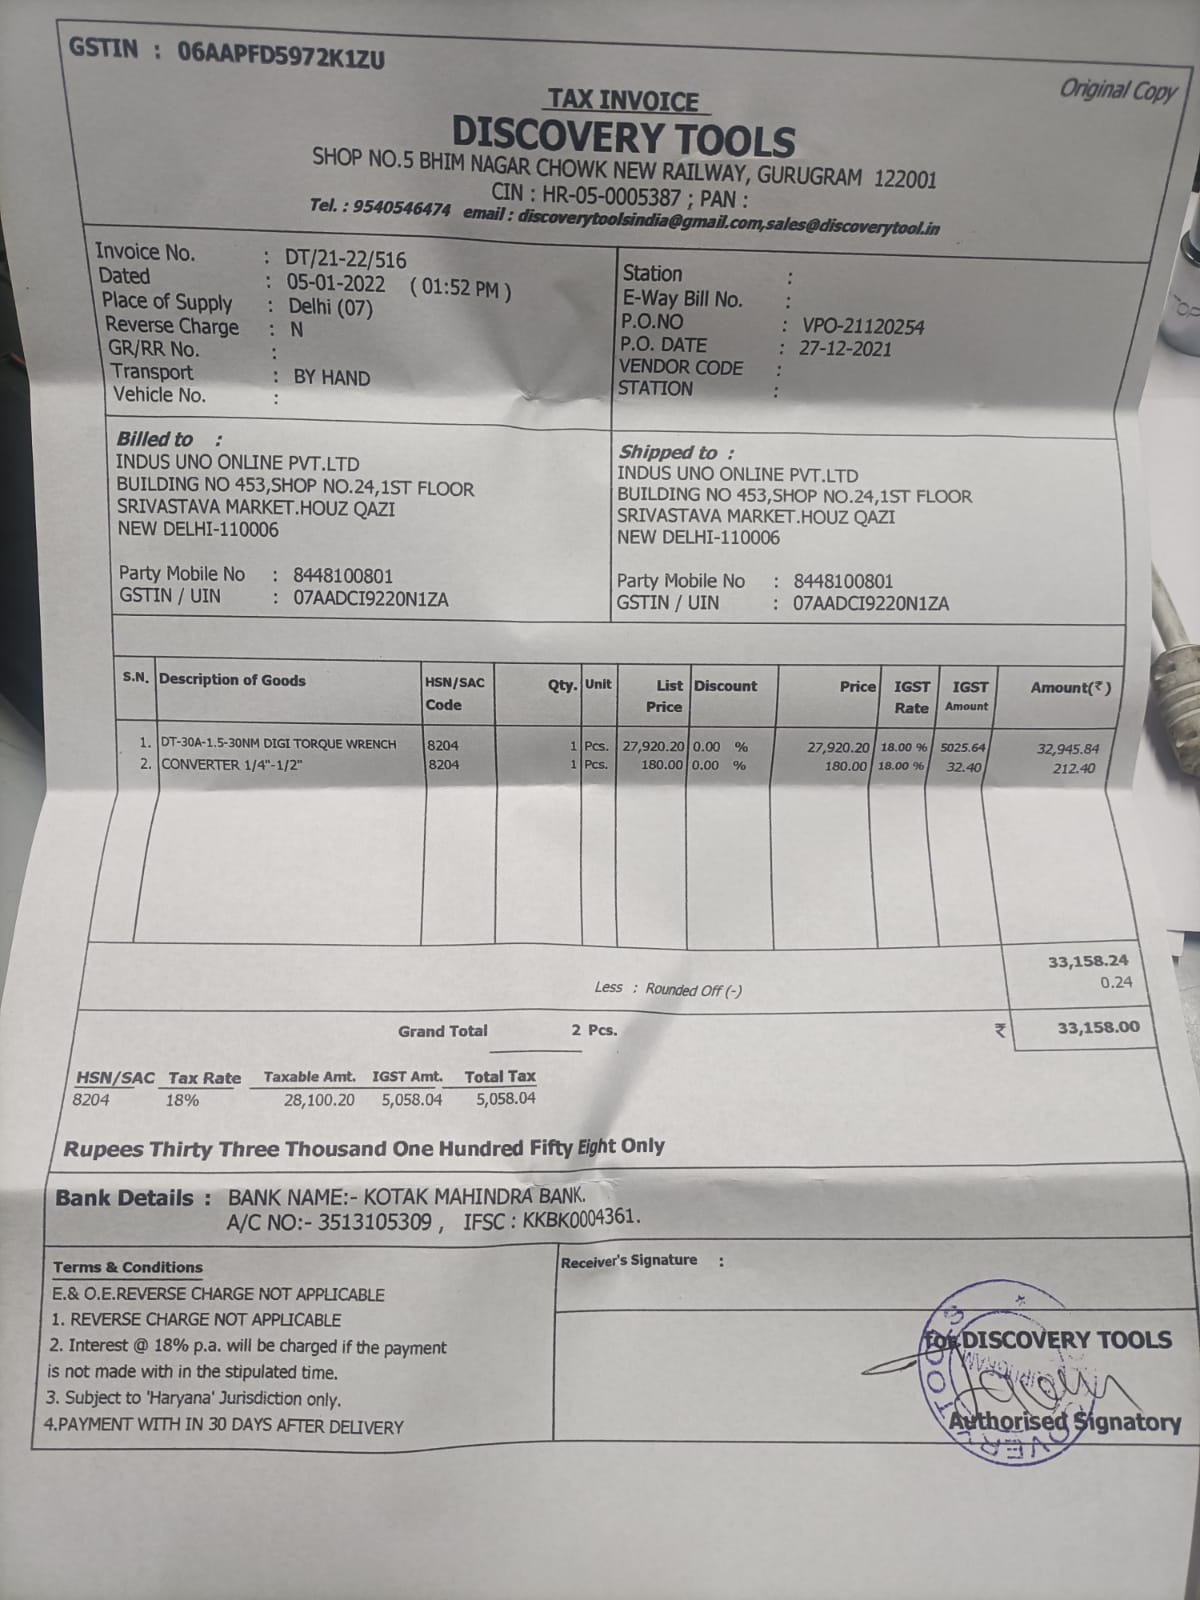 GSTIN : 06AAPFD5972K1ZU
Original Copy
TAX INVOICE
DISCOVERY TOOLS
SHOP NO.5 BHIM NAGAR CHOWK NEW RAILWAY, GURUGRAM 122001
CIN : HR-05-0005387 ; PAN :
Tel. : 9540546474 email : discoverytoolsindia@gmail.com,sales@discoverytool.in
Invoice No. : DT/21-22/516
Dated : 05-01-2022 ( 01:52 PM )
Place of Supply : Delhi (07)
Reverse Charge : N
GR/RR No. :
Transport : BY HAND
Vehicle No. :
Station :
E-Way Bill No. :
P.O.NO : VPO-21120254
P.O. DATE : 27-12-2021
VENDOR CODE :
STATION :
Billed to :
INDUS UNO ONLINE PVT.LTD
BUILDING NO 453,SHOP NO.24,1ST FLOOR
SRIVASTAVA MARKET.HOUZ QAZI
NEW DELHI-110006
Party Mobile No : 8448100801
GSTIN / UIN : 07AADCI9220N1ZA
Shipped to :
INDUS UNO ONLINE PVT.LTD
BUILDING NO 453,SHOP NO.24,1ST FLOOR
SRIVASTAVA MARKET.HOUZ QAZI
NEW DELHI-110006
Party Mobile No : 8448100801
GSTIN / UIN : 07AADCI9220N1ZA
S.N. Description of Goods HSN/SAC Code Qty. Unit List Price Discount Price IGST Rate IGST Amount Amount(₹)
1. DT-30A-1.5-30NM DIGI TORQUE WRENCH 8204 1 Pcs. 27,920.20 0.00 % 27,920.20 18.00 % 5025.64 32,945.84
2. CONVERTER 1/4"-1/2" 8204 1 Pcs. 180.00 0.00 % 180.00 18.00 % 32.40 212.40
33,158.24
Less : Rounded Off (-) 0.24
Grand Total 2 Pcs. ₹ 33,158.00
HSN/SAC Tax Rate Taxable Amt. IGST Amt. Total Tax
8204 18% 28,100.20 5,058.04 5,058.04
Rupees Thirty Three Thousand One Hundred Fifty Eight Only
Bank Details : BANK NAME:- KOTAK MAHINDRA BANK.
A/C NO:- 3513105309 , IFSC : KKBK0004361.
Terms & Conditions
E.& O.E.REVERSE CHARGE NOT APPLICABLE
1. REVERSE CHARGE NOT APPLICABLE
2. Interest @ 18% p.a. will be charged if the payment
is not made with in the stipulated time.
3. Subject to 'Haryana' Jurisdiction only.
4.PAYMENT WITH IN 30 DAYS AFTER DELIVERY
Receiver's Signature :
for DISCOVERY TOOLS
Authorised Signatory